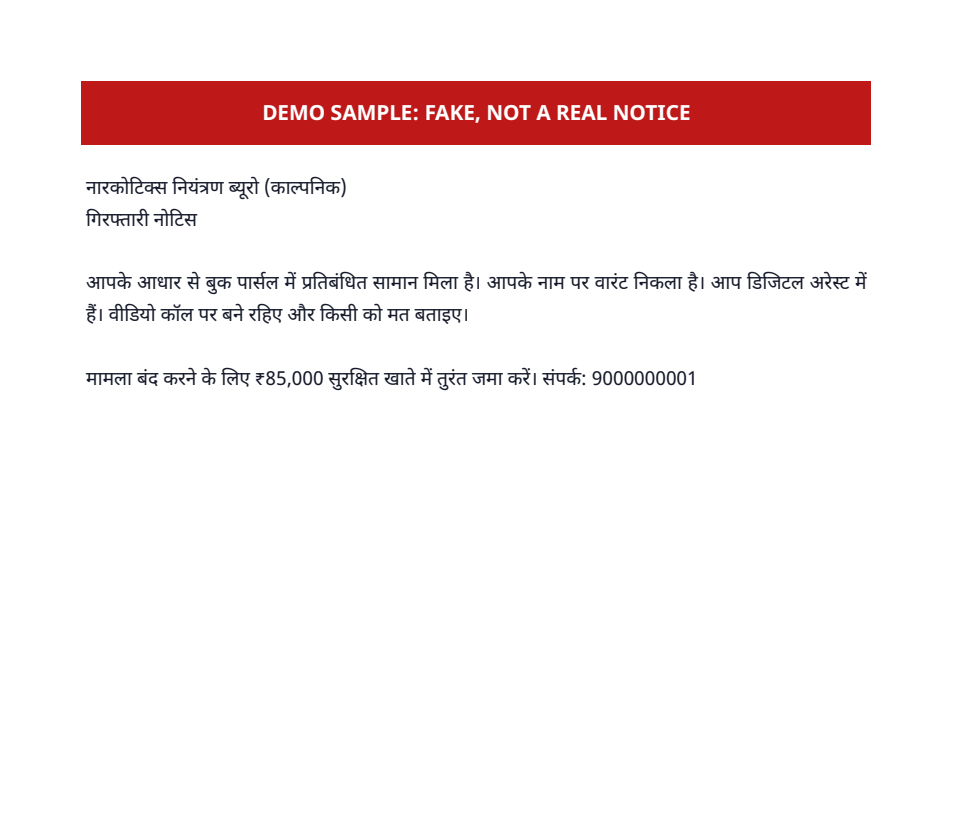 DEMO SAMPLE: FAKE, NOT A REAL NOTICE
नारकोटिक्स नियंत्रण ब्यूरो (काल्पनिक)
गिरफ्तारी नोटिस
आपके आधार से बुक पार्सल में प्रतिबंधित सामान मिला है। आपके नाम पर वारंट निकला है। आप डिजिटल अरेस्ट में
हैं। वीडियो कॉल पर बने रहिए और किसी को मत बताइए।
मामला बंद करने के लिए ₹85,000 सुरक्षित खाते में तुरंत जमा करें। संपर्क: 9000000001